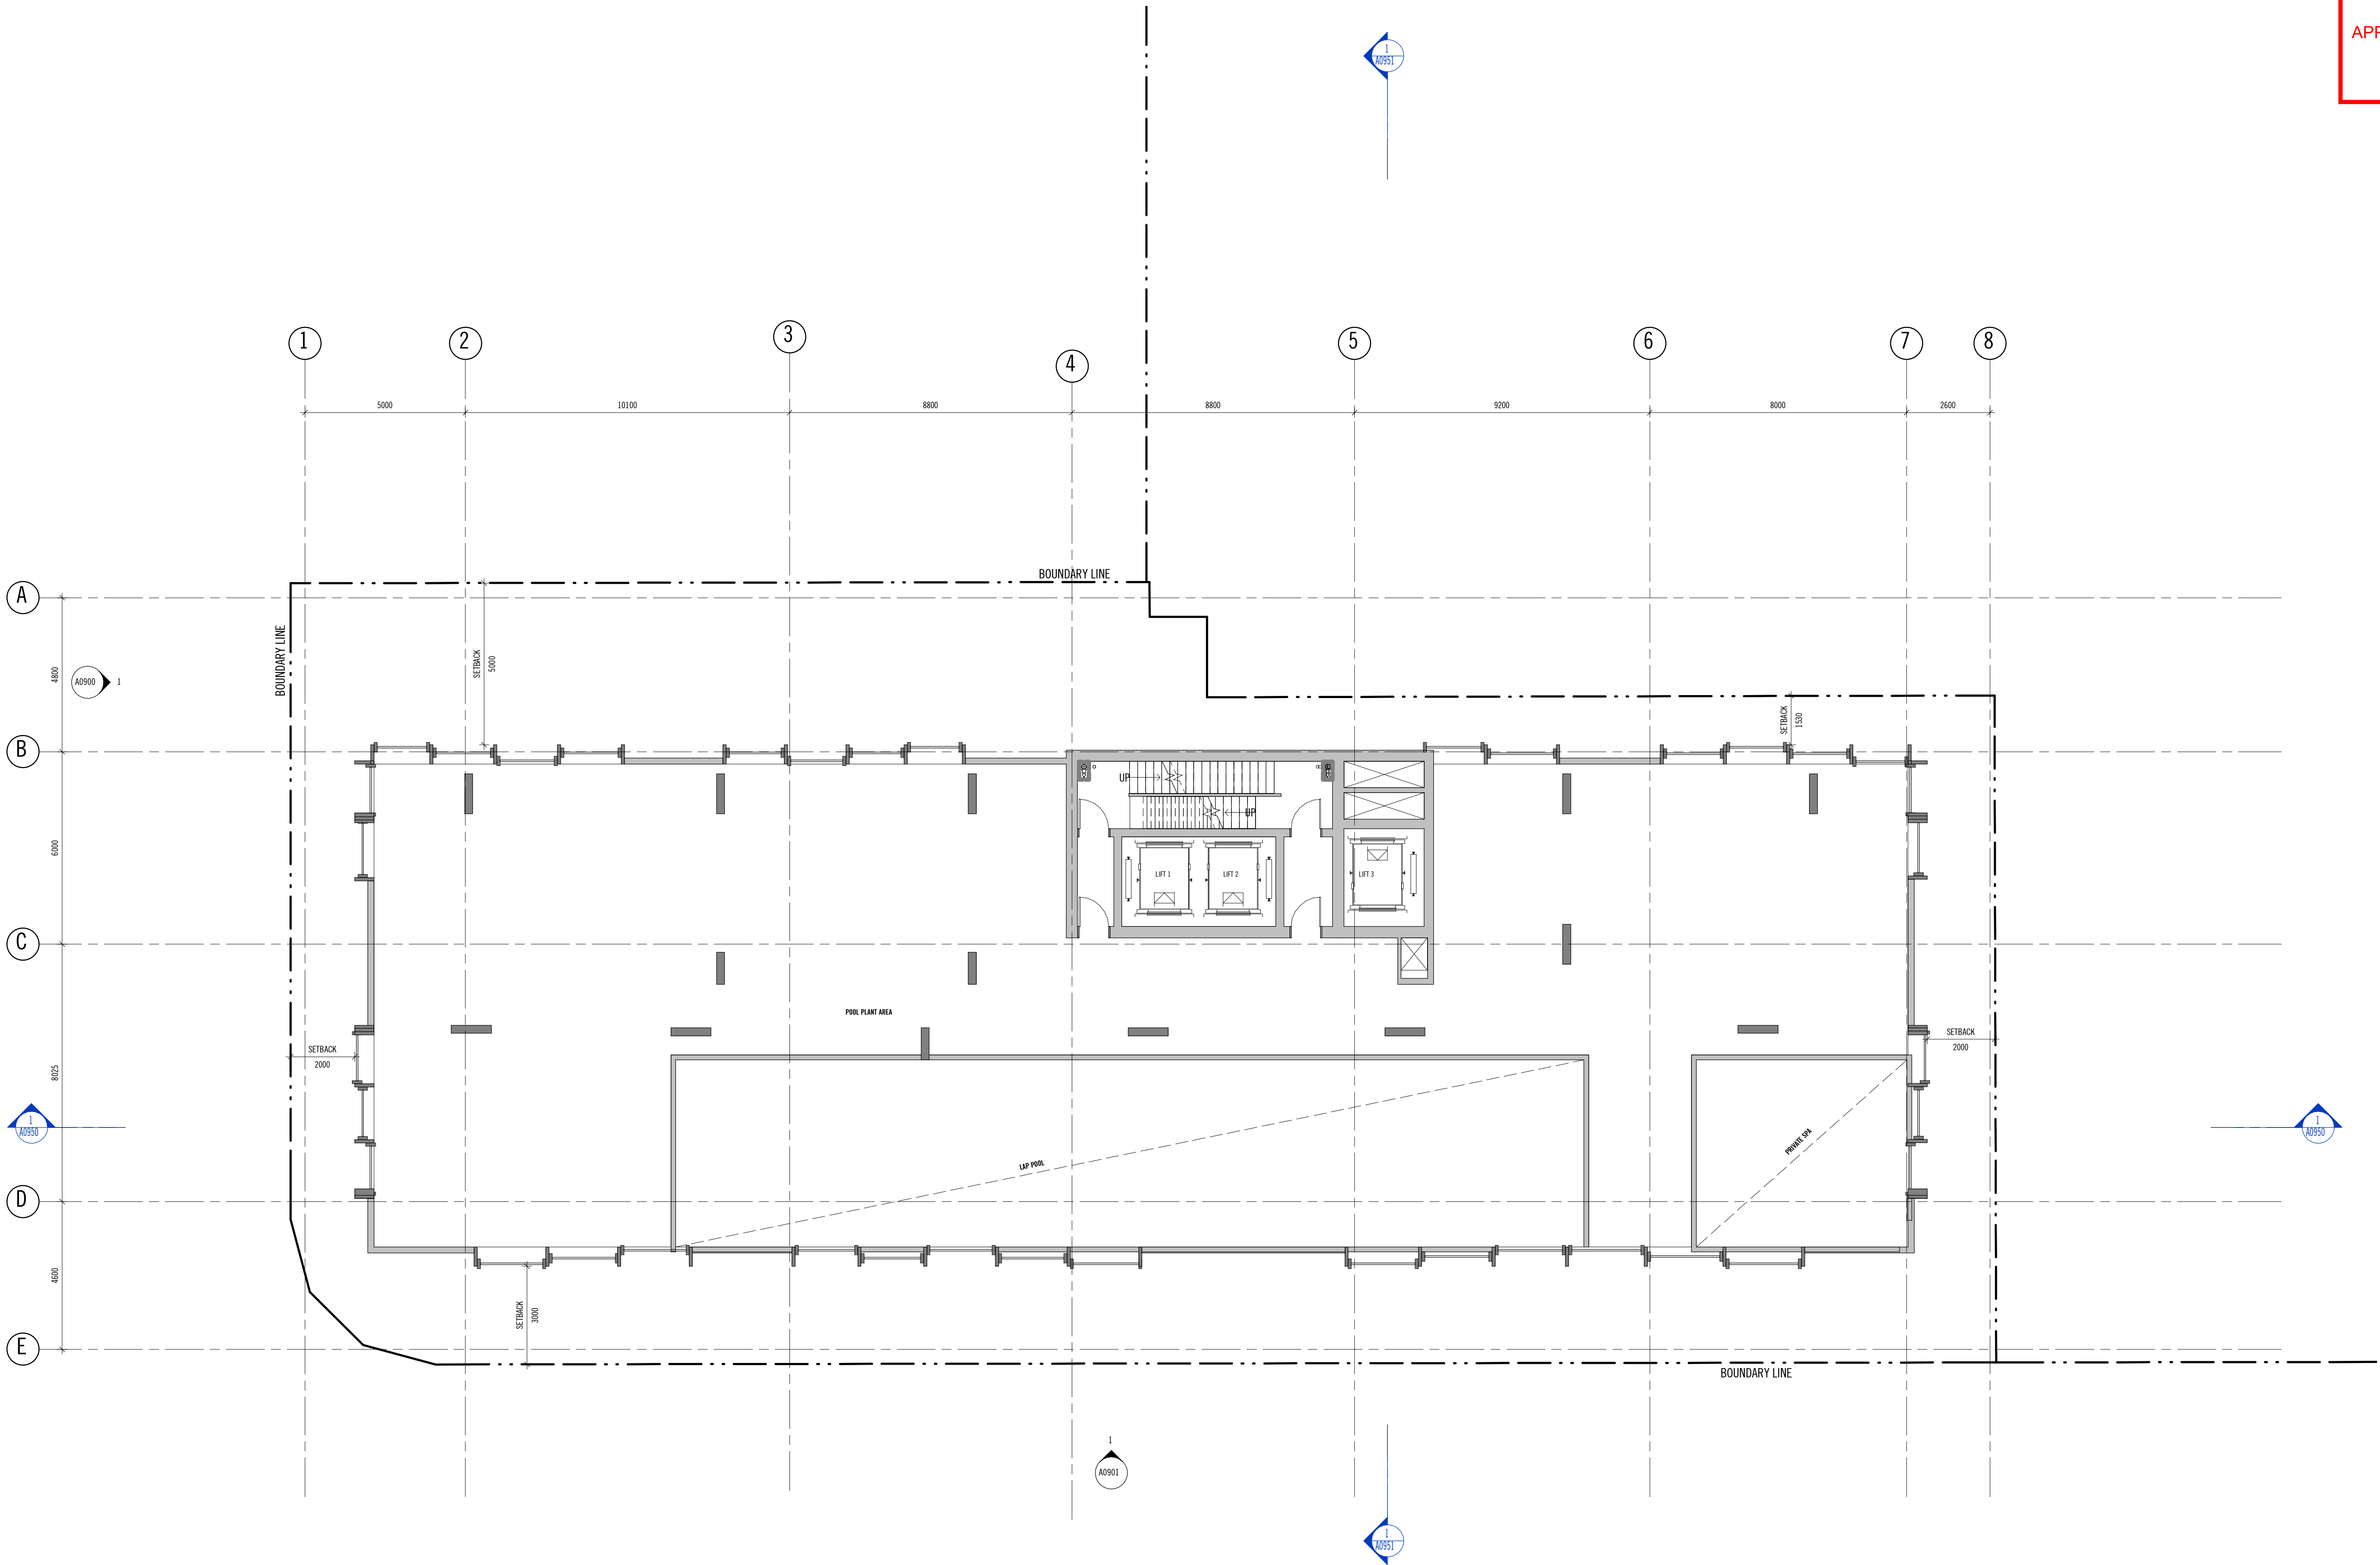 APP
1
A0951
1
2
3
4
5
6
7
8
5000
10100
8800
8800
9200
8000
2600
BOUNDARY LINE
A
BOUNDARY LINE
4800
A0900
1
SETBACK
5000
SETBACK
1530
B
UP
UP
6000
LIFT 1
LIFT 2
LIFT 3
C
POOL PLANT AREA
SETBACK
2000
SETBACK
2000
8025
1
A0950
1
A0950
LAP POOL
PRIVATE SPA
D
4600
SETBACK
3000
E
BOUNDARY LINE
1
A0901
1
A0951